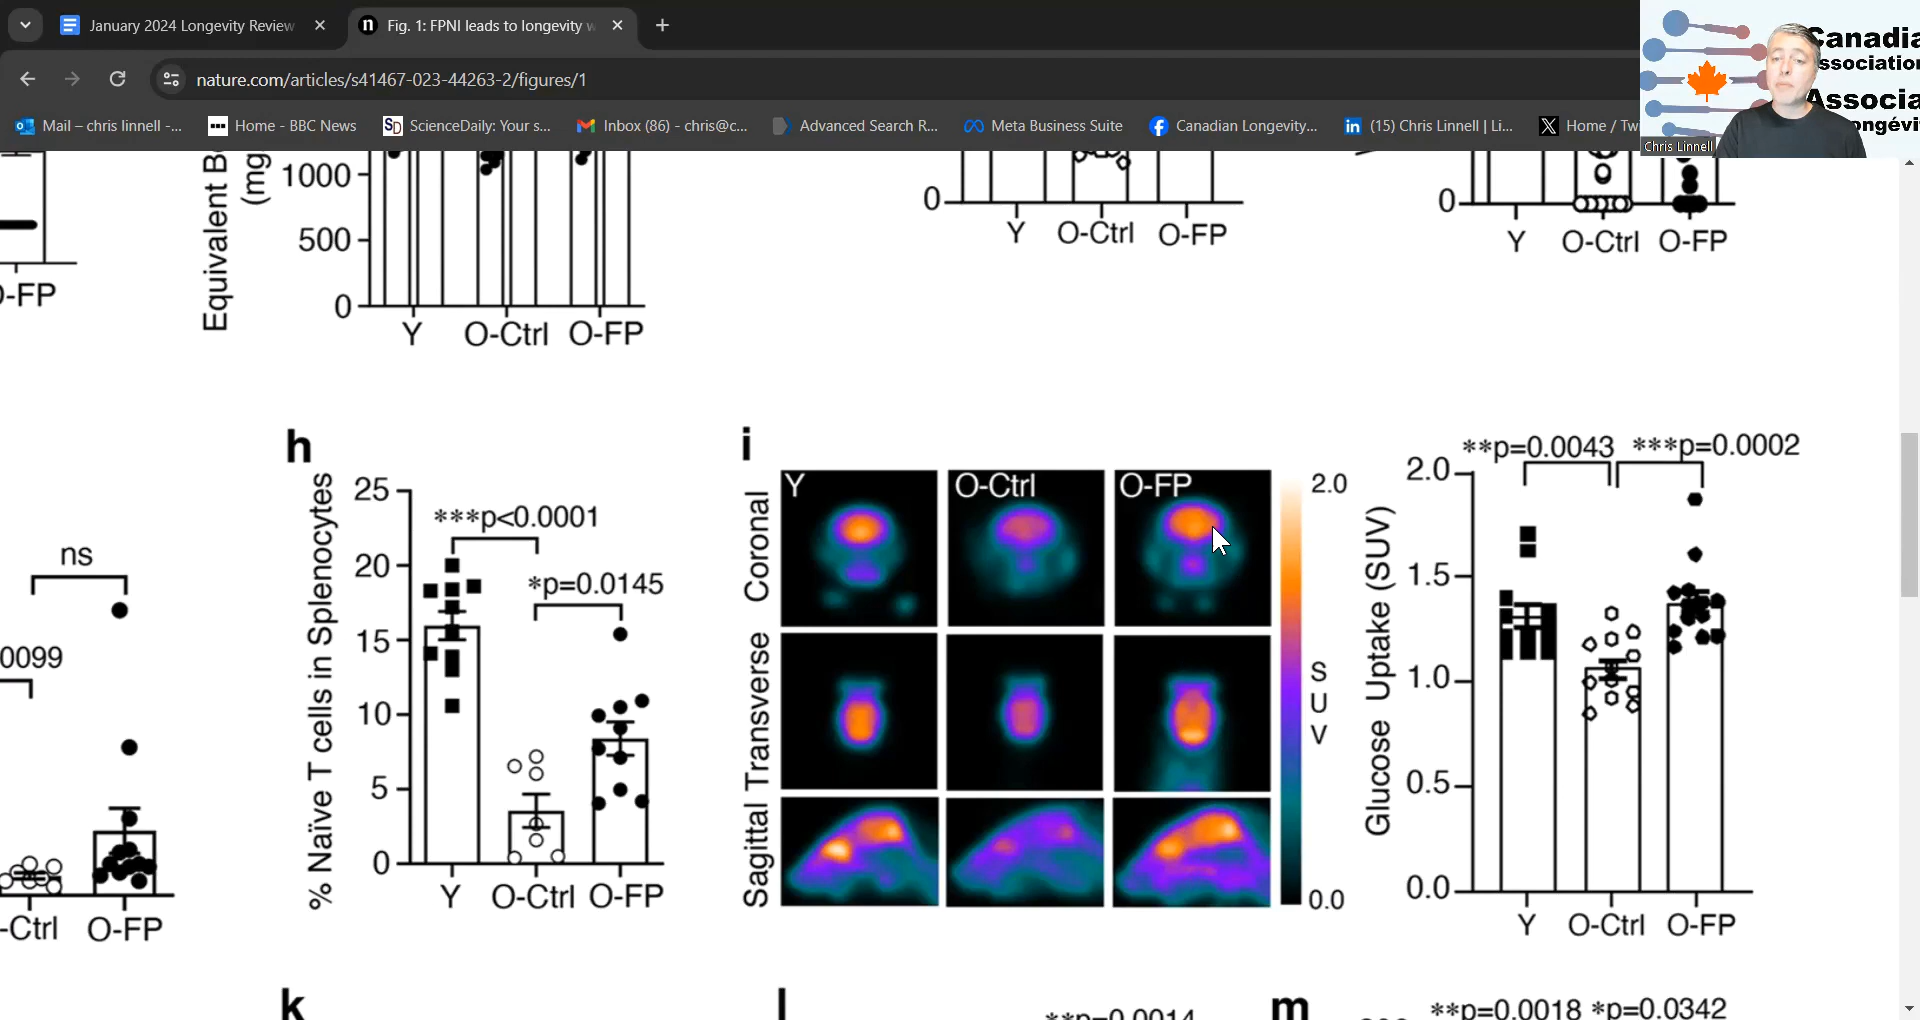 January 2024 Longevity Review
Fig. 1: FPNI leads to longevity w
nature.com/articles/s41467-023-44263-2/figures/1
Mail – chris linnell -...
Home - BBC News
SD
ScienceDaily: Your s...
Inbox (86) - chris@c...
Advanced Search R...
Meta Business Suite
Canadian Longevity...
in
(15) Chris Linnell | Li...
Home / Tw
Canadia
ssociation
Associa
ongévi
Chris Linnell
(mg
1000
500
0
Y O-Ctrl O-FP
0
Y O-Ctrl O-FP
0
Y O-Ctrl O-FP
-FP
ns
0099
-Ctrl O-FP
h
% Naïve T cells in Splenocytes
25
20
15
10
5
0
***p<0.0001
*p=0.0145
Y O-Ctrl O-FP
i
Y O-Ctrl O-FP
Coronal
Transverse
Sagittal
2.0
SUV
0.0
**p=0.0043 ***p=0.0002
Glucose Uptake (SUV)
2.0
1.5
1.0
0.5
0.0
Y O-Ctrl O-FP
k
m
**p=0.0018 *p=0.0342